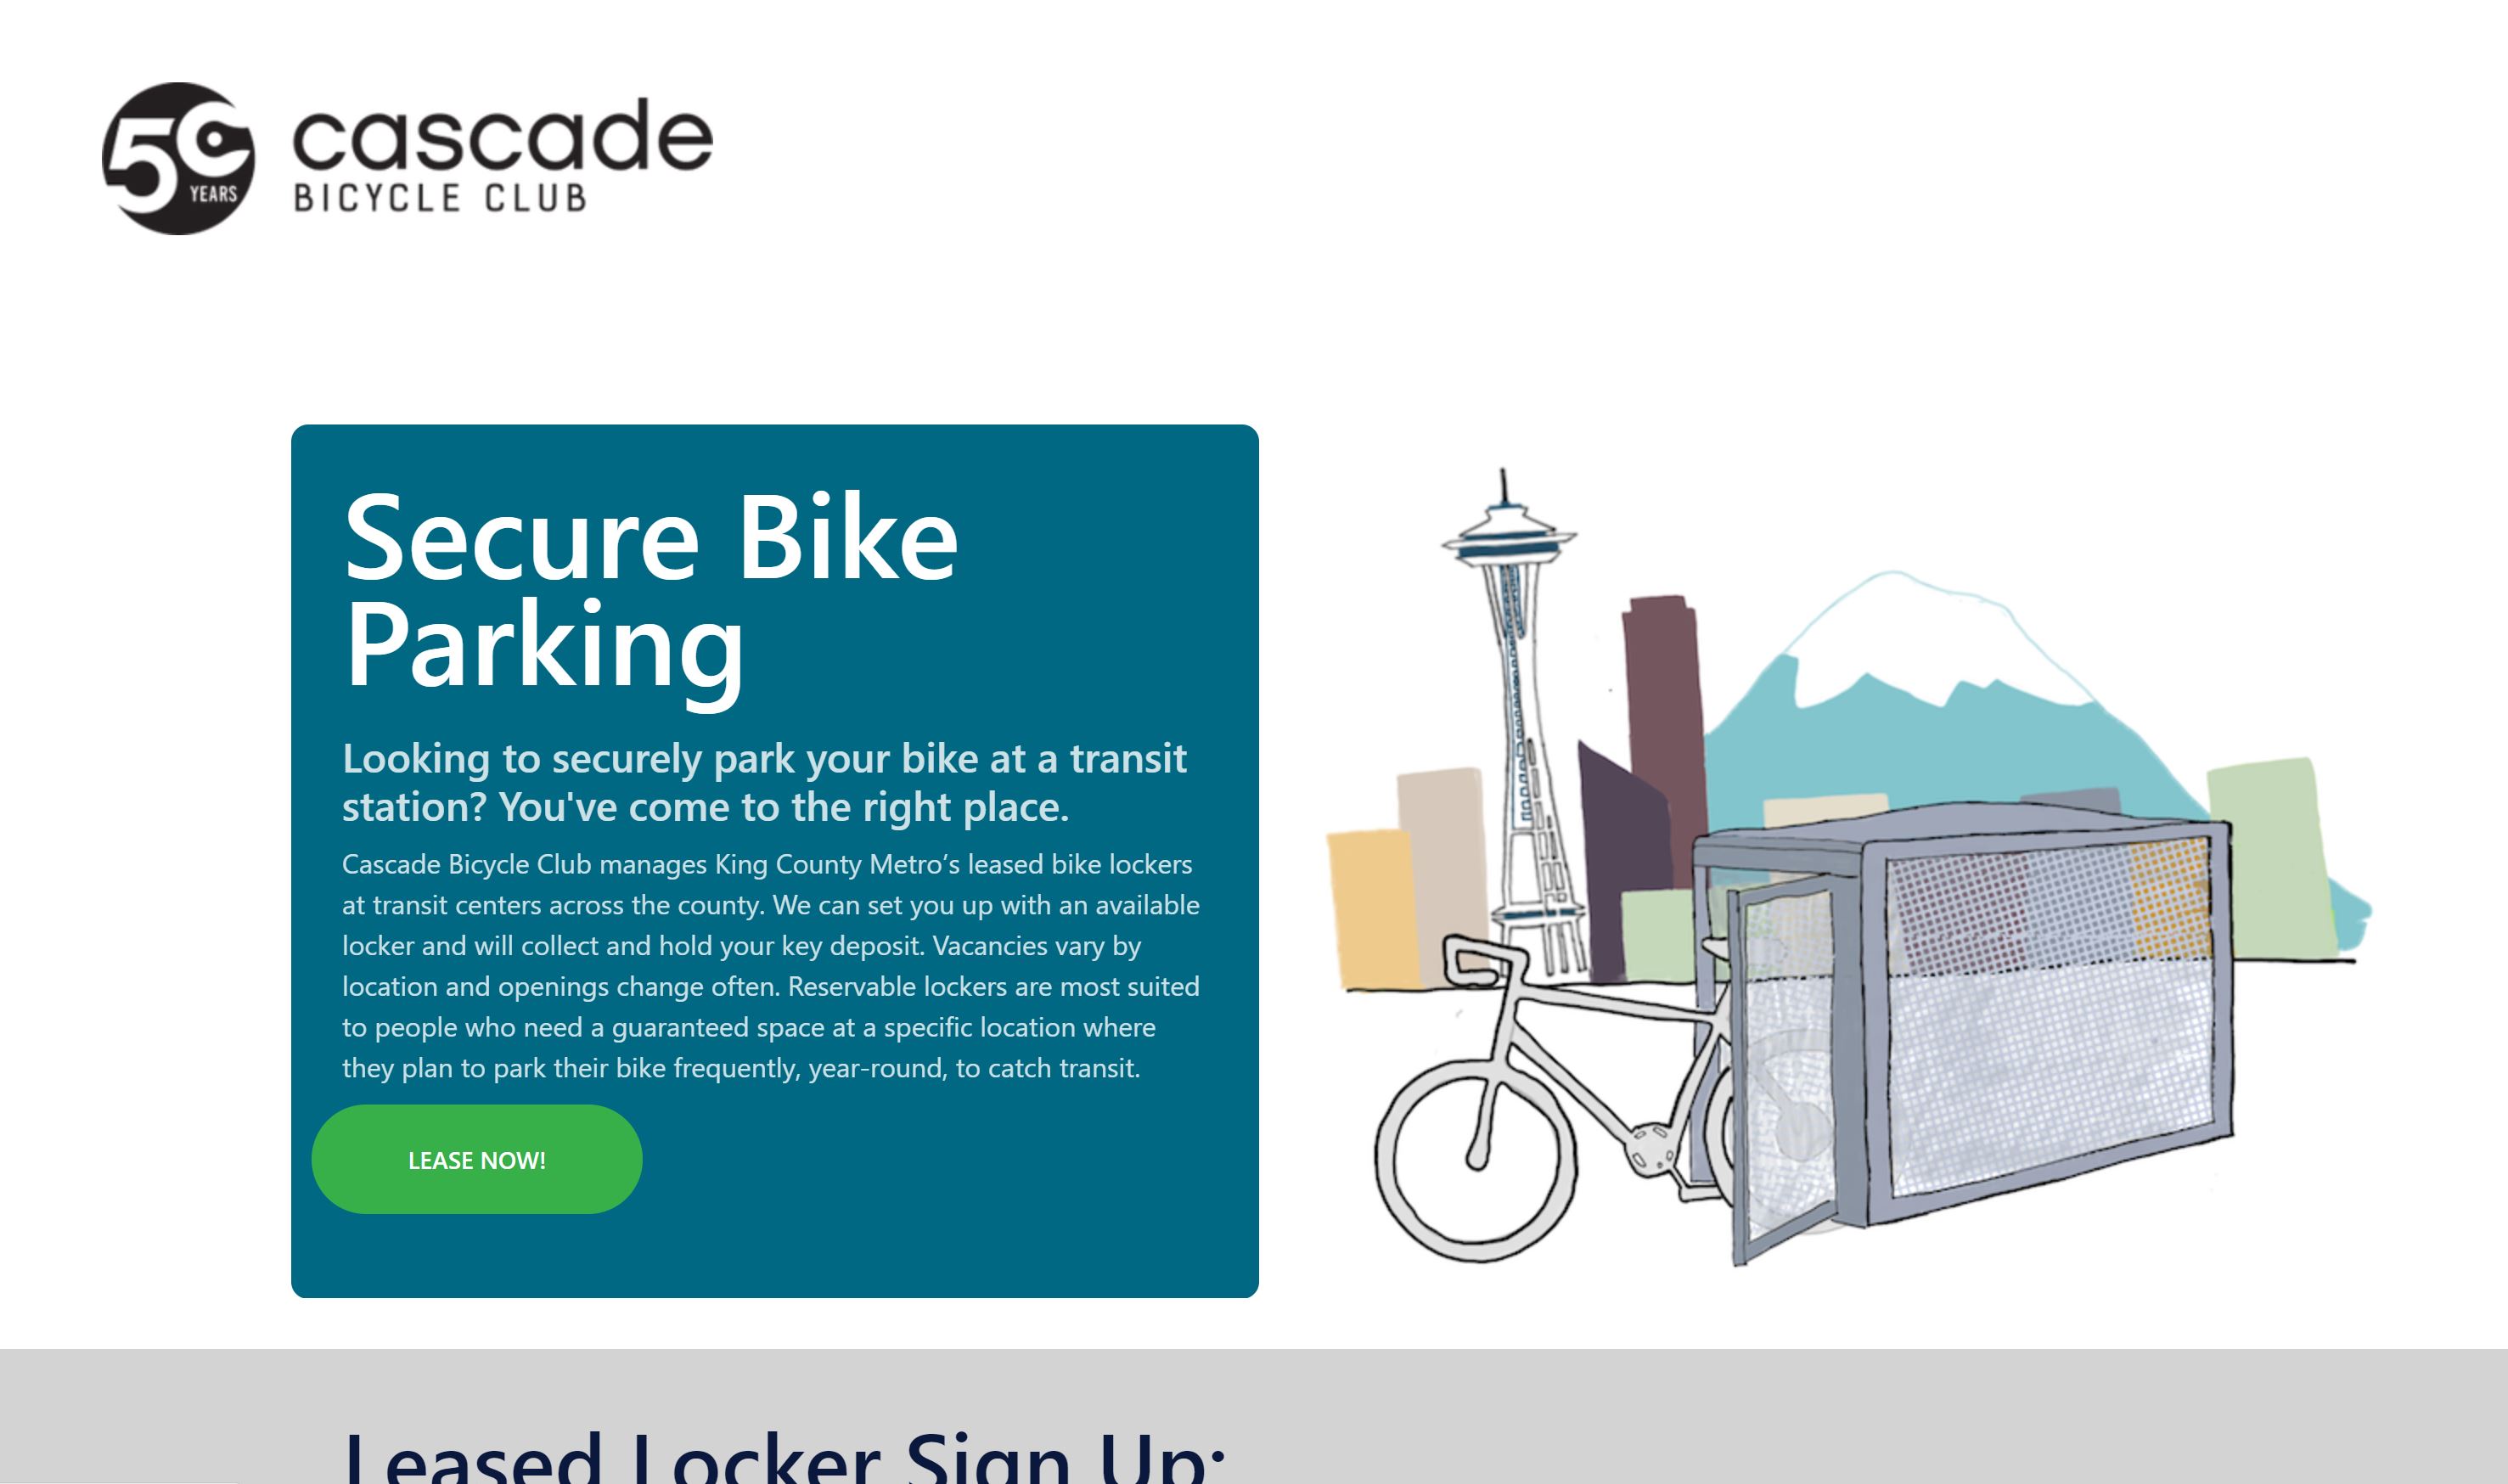 50
YEARS
cascade
BICYCLE CLUB
Secure Bike
Parking
Looking to securely park your bike at a transit
station? You've come to the right place.
Cascade Bicycle Club manages King County Metro’s leased bike lockers
at transit centers across the county. We can set you up with an available
locker and will collect and hold your key deposit. Vacancies vary by
location and openings change often. Reservable lockers are most suited
to people who need a guaranteed space at a specific location where
they plan to park their bike frequently, year-round, to catch transit.
LEASE NOW!
Leased Locker Sign Up: